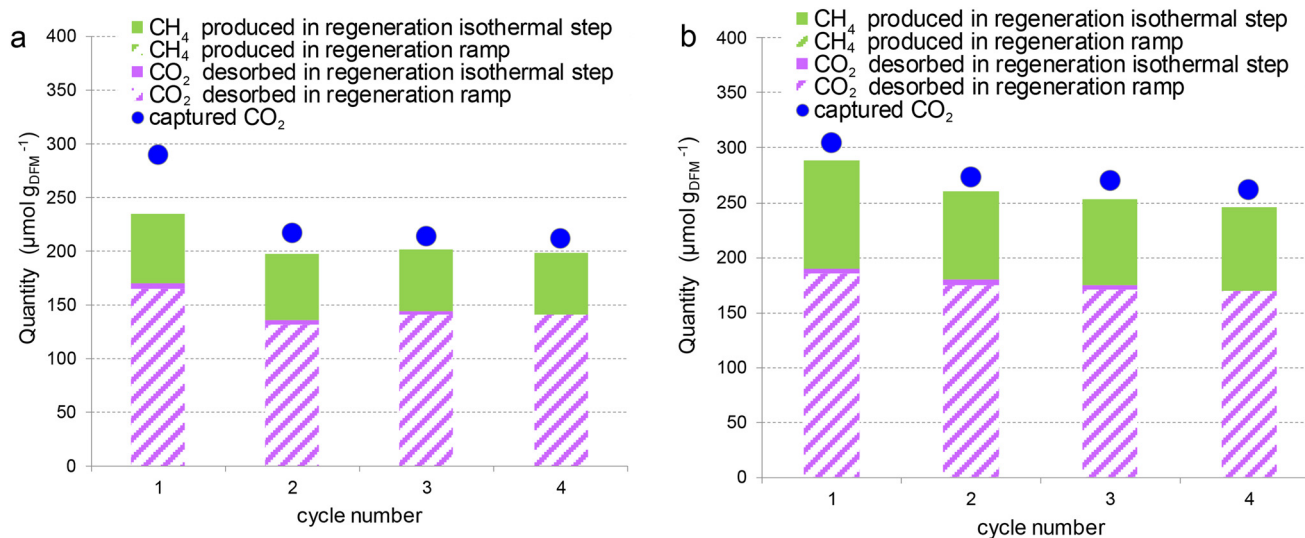 a
CH₄ produced in regeneration isothermal step
CH₄ produced in regeneration ramp
CO₂ desorbed in regeneration isothermal step
CO₂ desorbed in regeneration ramp
captured CO₂
Quantity (μmol g_DFM⁻¹)
400
350
300
250
200
150
100
50
0
1 2 3 4
cycle number
b
CH₄ produced in regeneration isothermal step
CH₄ produced in regeneration ramp
CO₂ desorbed in regeneration isothermal step
CO₂ desorbed in regeneration ramp
captured CO₂
Quantity (μmol g_DFM⁻¹)
400
350
300
250
200
150
100
50
0
1 2 3 4
cycle number